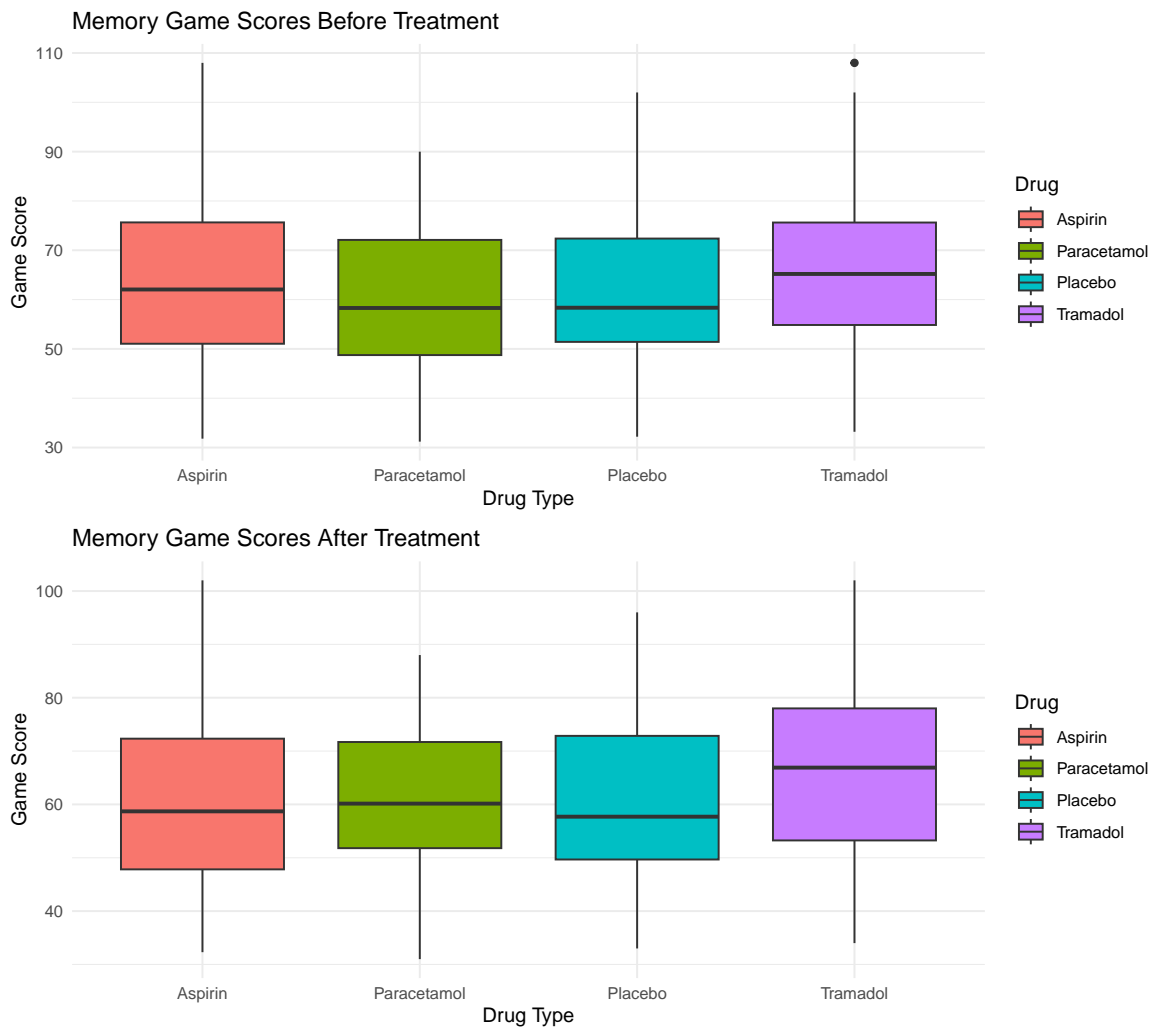 Memory Game Scores Before Treatment
110
90
70
50
30
Game Score
Aspirin Paracetamol Placebo Tramadol
Drug Type
Drug
Aspirin
Paracetamol
Placebo
Tramadol
Memory Game Scores After Treatment
100
80
60
40
Game Score
Aspirin Paracetamol Placebo Tramadol
Drug Type
Drug
Aspirin
Paracetamol
Placebo
Tramadol